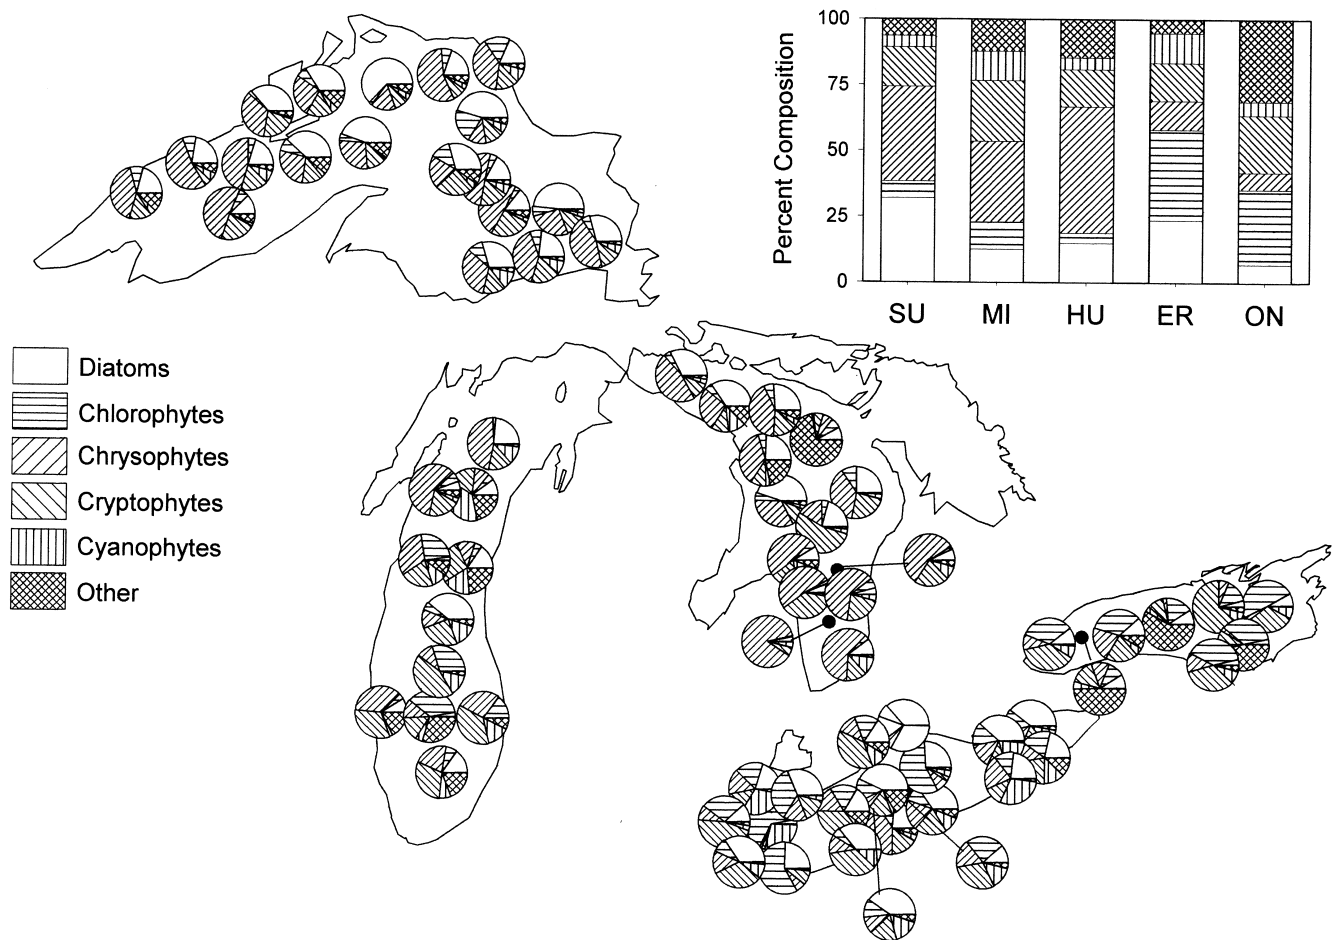 100
75
50
25
0
Percent Composition
SU MI HU ER ON
Diatoms
Chlorophytes
Chrysophytes
Cryptophytes
Cyanophytes
Other